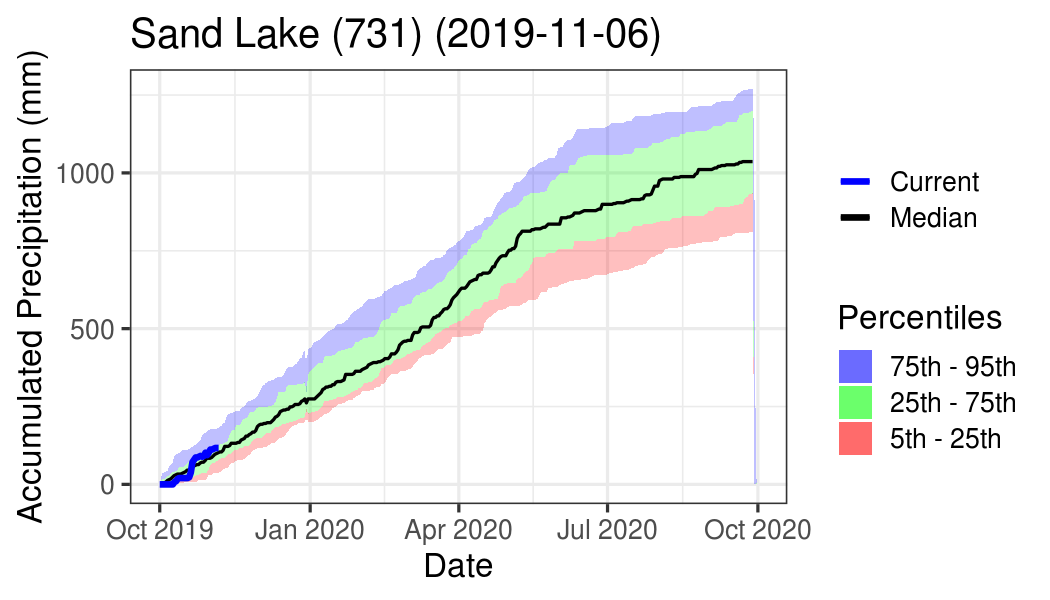 Sand Lake (731) (2019-11-06)
Accumulated Precipitation (mm)
1000
500
0
Oct 2019
Jan 2020
Apr 2020
Jul 2020
Oct 2020
Date
Current
Median
Percentiles
75th - 95th
25th - 75th
5th - 25th